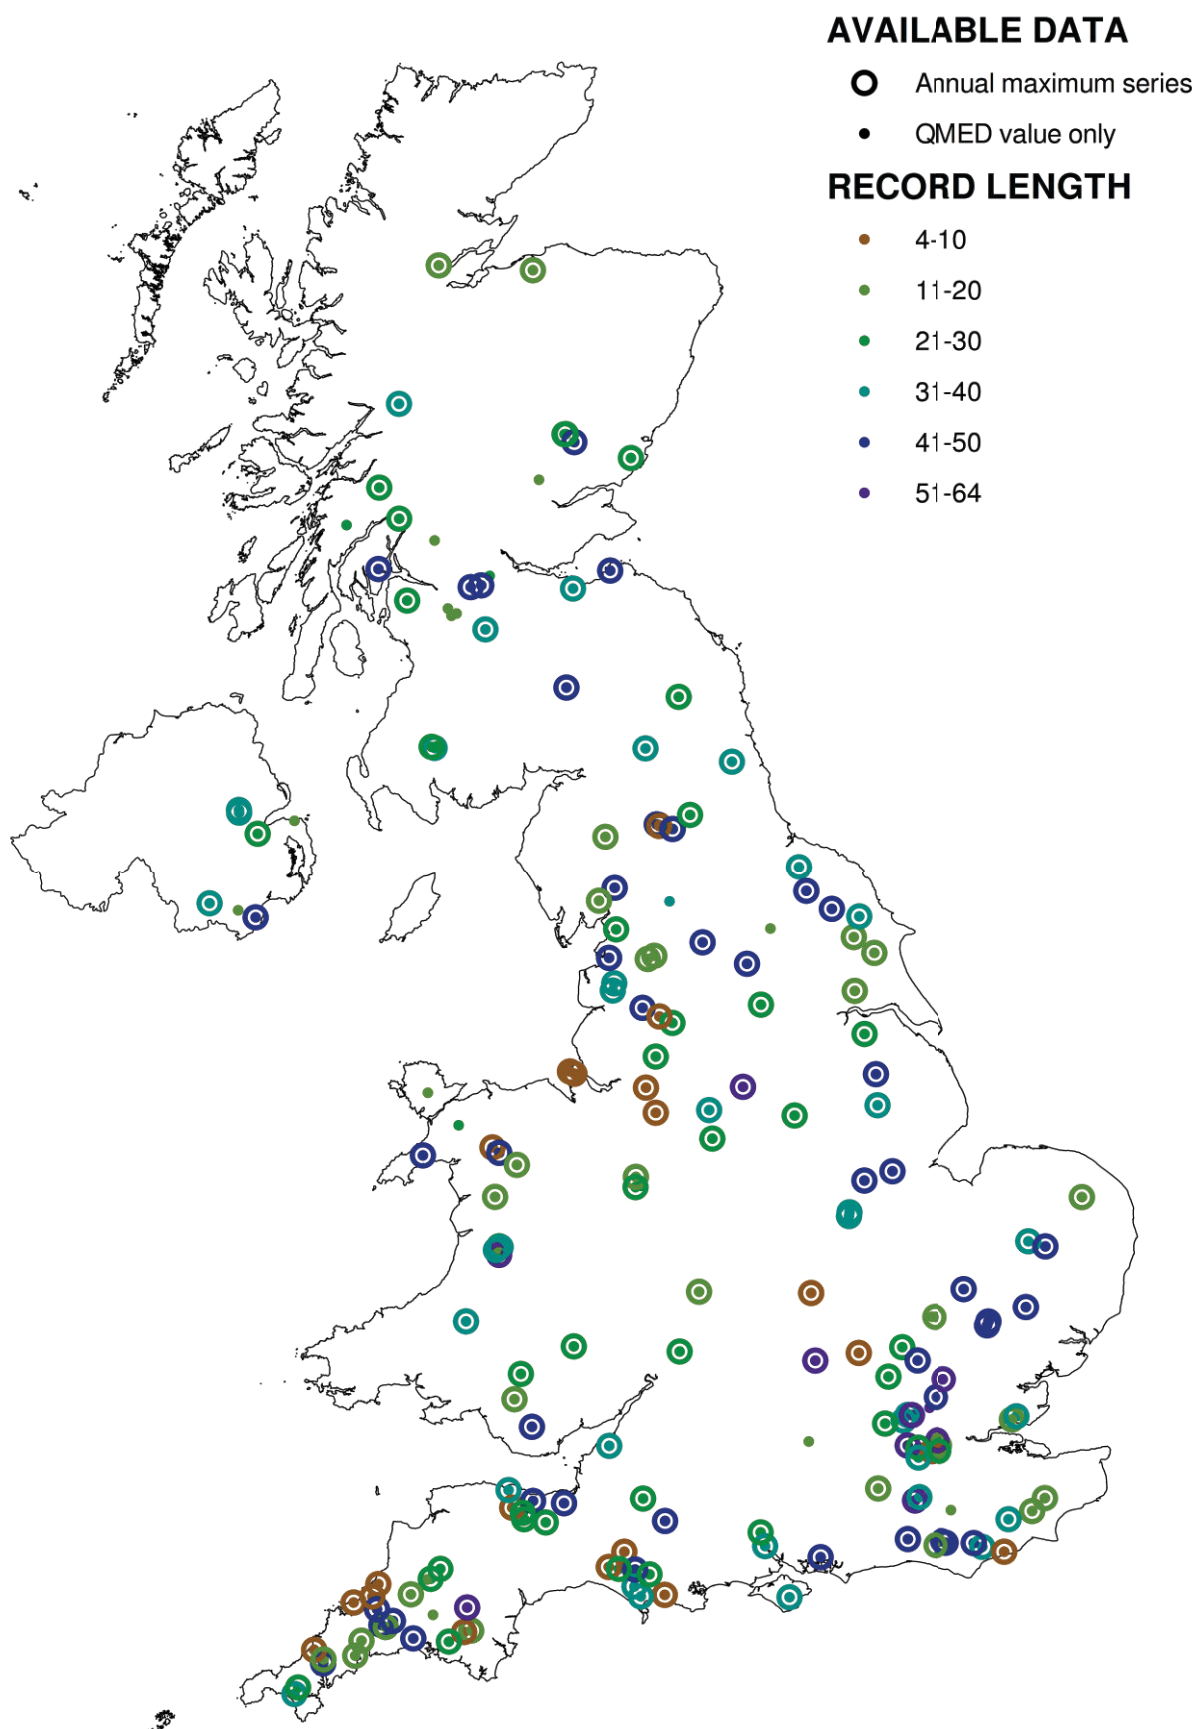 AVAILABLE DATA
Annual maximum series
QMED value only
RECORD LENGTH
4-10
11-20
21-30
31-40
41-50
51-64